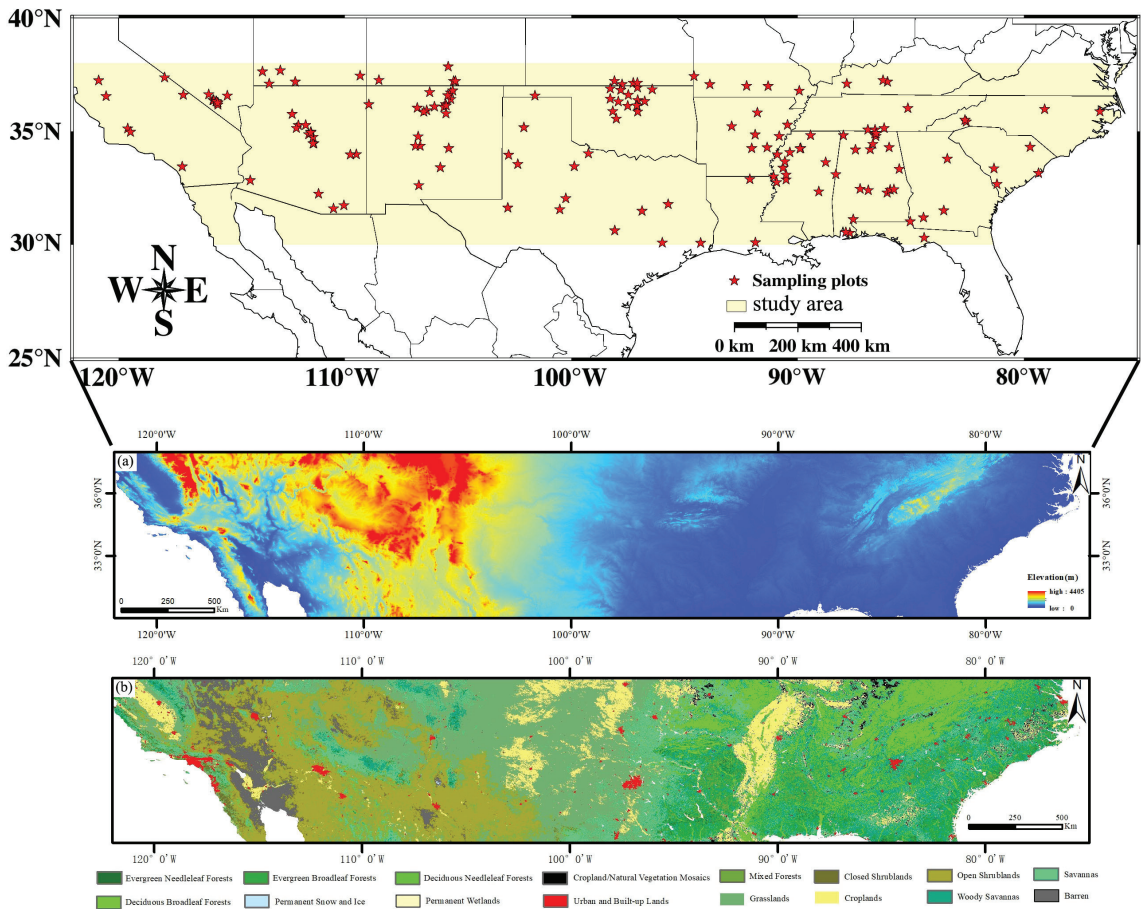 40°N
35°N
30°N
25°N
N
W E
S
Sampling plots
study area
0 km 200 km 400 km
120°W 110°W 100°W 90°W 80°W
120°0'W 110°0'W 100°0'W 90°0'W 80°0'W
(a)
N
36°0'N 36°0'N
33°0'N 33°0'N
Elevation (m)
high : 4405
low : 0
0 250 500
Km
0 250 500
Km
120°0'W 110°0'W 100°0'W 90°0'W 80°0'W
120° 0'W 110° 0'W 100° 0'W 90° 0'W 80° 0'W
(b)
N
0 250 500
Km
120° 0'W 110° 0'W 100° 0'W 90° 0'W 80° 0'W
Evergreen Needleleaf Forests Evergreen Broadleaf Forests Deciduous Needleleaf Forests Cropland/Natural Vegetation Mosaics Mixed Forests Closed Shrublands Open Shrublands Savannas
Deciduous Broadleaf Forests Permanent Snow and Ice Permanent Wetlands Urban and Built-up Lands Grasslands Croplands Woody Savannas Barren